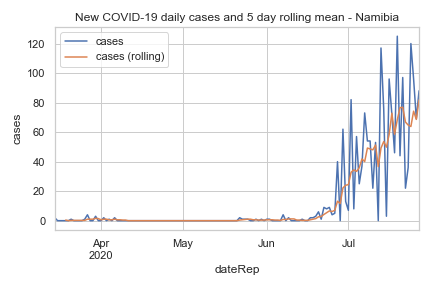 New COVID-19 daily cases and 5 day rolling mean - Namibia
cases
cases (rolling)
120
100
80
60
40
20
0
cases
Apr
2020
May
Jun
Jul
dateRep